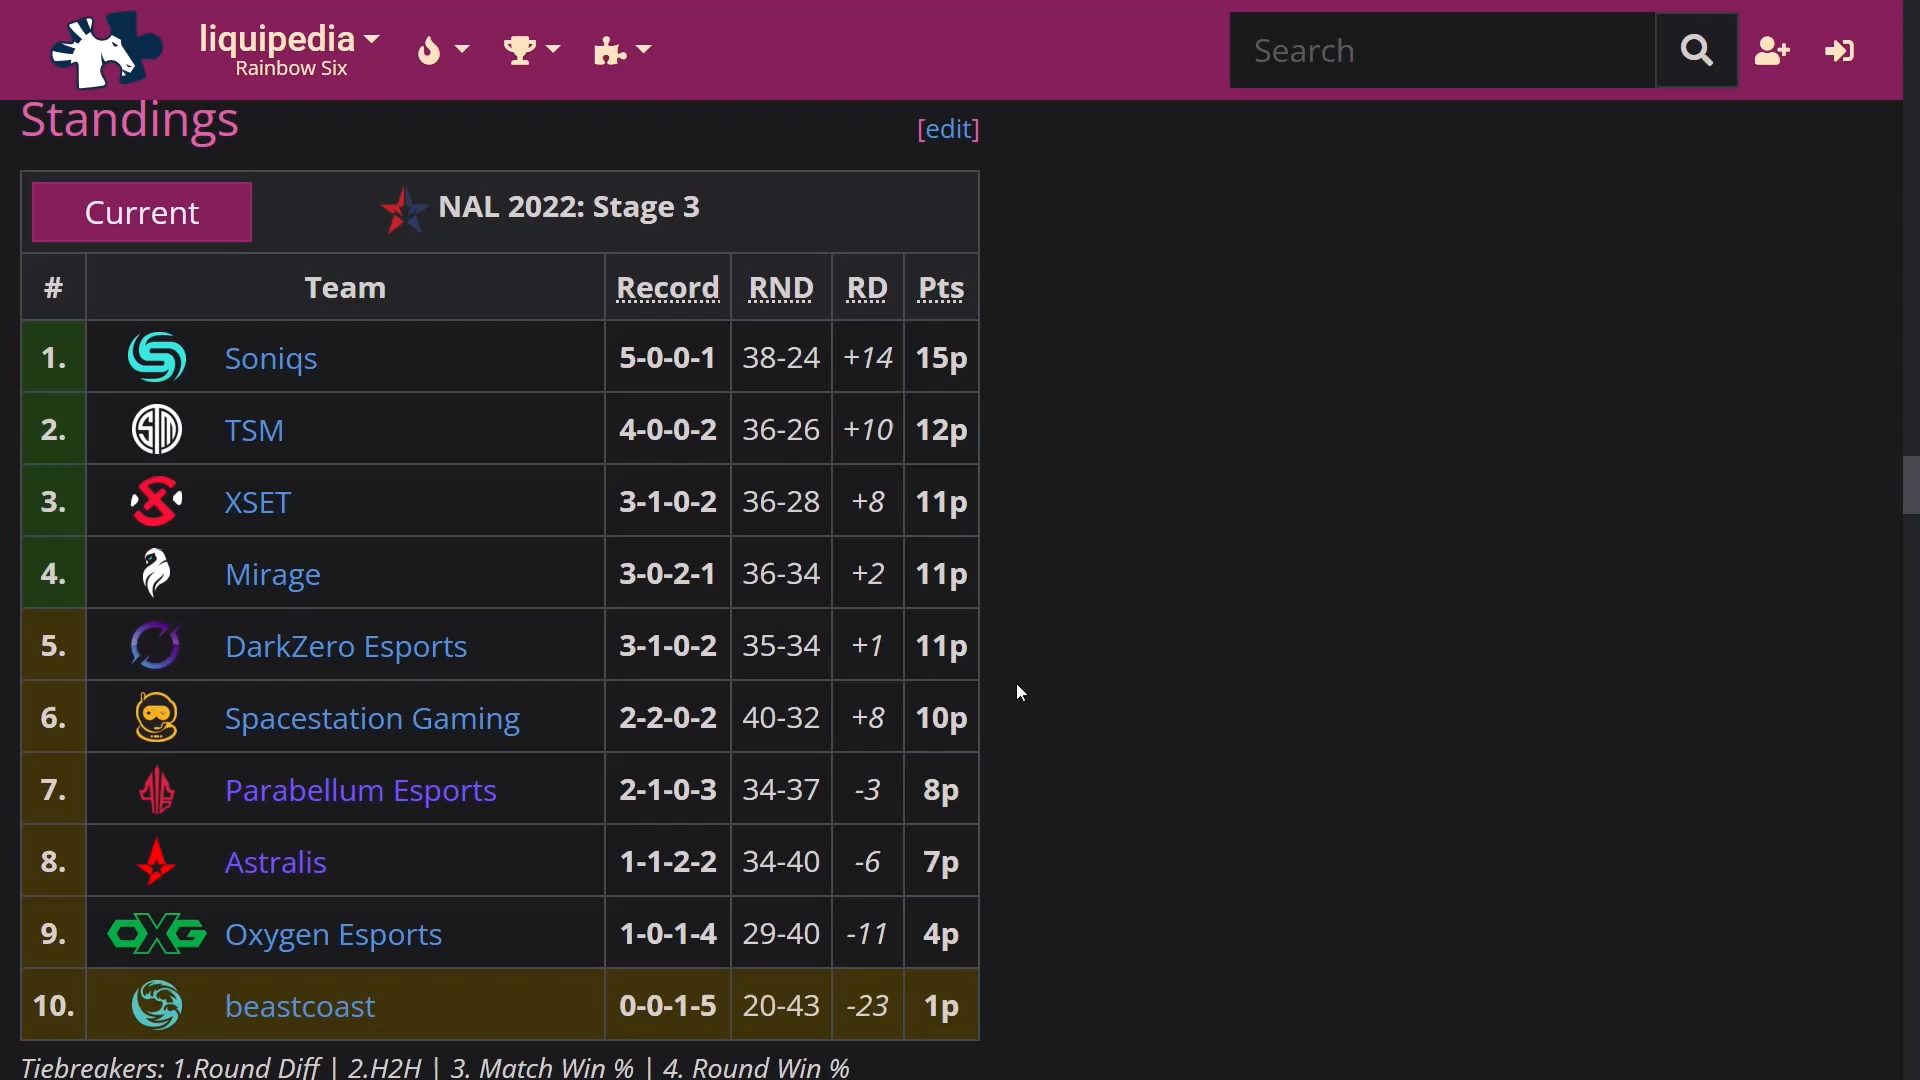 liquipedia
Rainbow Six
Search
Standings
[edit]
Current
NAL 2022: Stage 3
# Team Record RND RD Pts
1. Soniqs 5-0-0-1 38-24 +14 15p
2. TSM 4-0-0-2 36-26 +10 12p
3. XSET 3-1-0-2 36-28 +8 11p
4. Mirage 3-0-2-1 36-34 +2 11p
5. DarkZero Esports 3-1-0-2 35-34 +1 11p
6. Spacestation Gaming 2-2-0-2 40-32 +8 10p
7. Parabellum Esports 2-1-0-3 34-37 -3 8p
8. Astralis 1-1-2-2 34-40 -6 7p
9. OXG Oxygen Esports 1-0-1-4 29-40 -11 4p
10. beastcoast 0-0-1-5 20-43 -23 1p
Tiebreakers: 1.Round Diff | 2.H2H | 3. Match Win % | 4. Round Win %